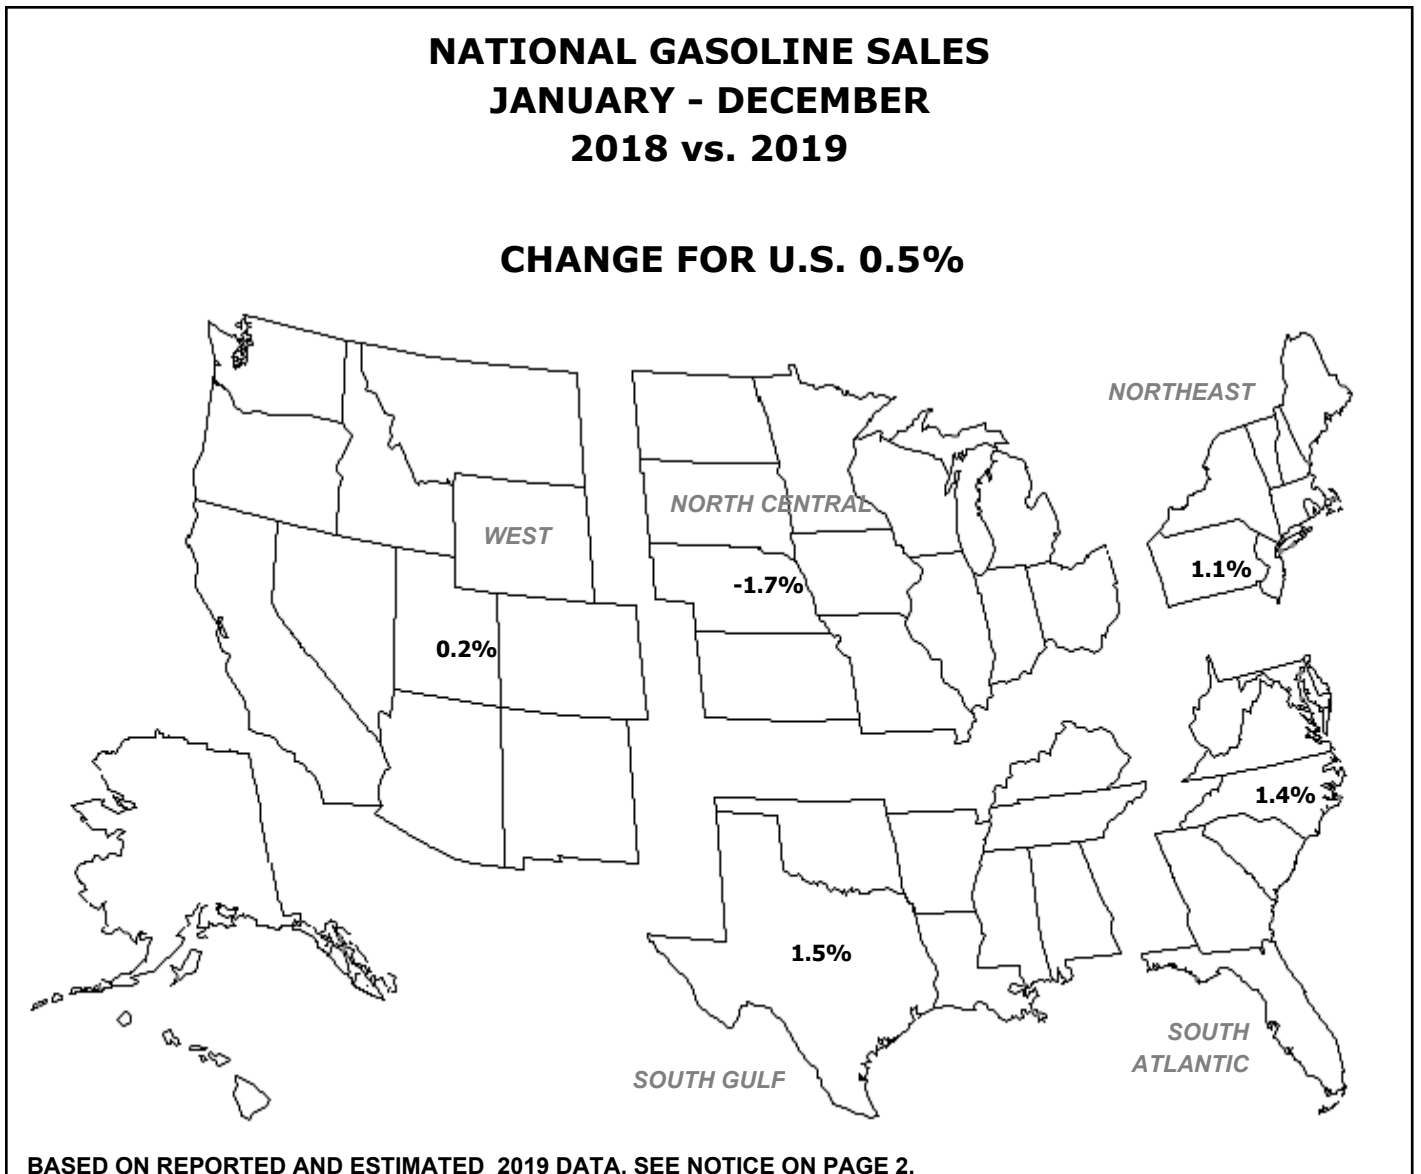 NATIONAL GASOLINE SALES
JANUARY - DECEMBER
2018 vs. 2019
CHANGE FOR U.S. 0.5%
NORTHEAST
NORTH CENTRAL
WEST
1.1%
-1.7%
0.2%
1.4%
1.5%
SOUTH
ATLANTIC
SOUTH GULF
BASED ON REPORTED AND ESTIMATED 2019 DATA. SEE NOTICE ON PAGE 2.